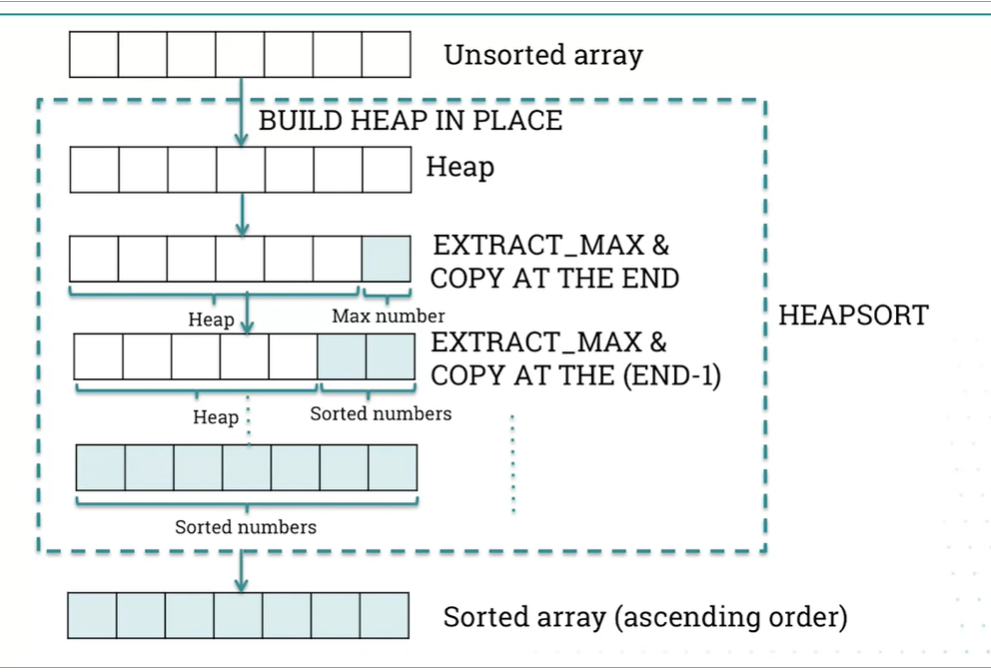 Unsorted array
BUILD HEAP IN PLACE
Heap
EXTRACT_MAX &
COPY AT THE END
Heap
Max number
HEAPSORT
EXTRACT_MAX &
COPY AT THE (END-1)
Heap
Sorted numbers
Sorted numbers
Sorted array (ascending order)